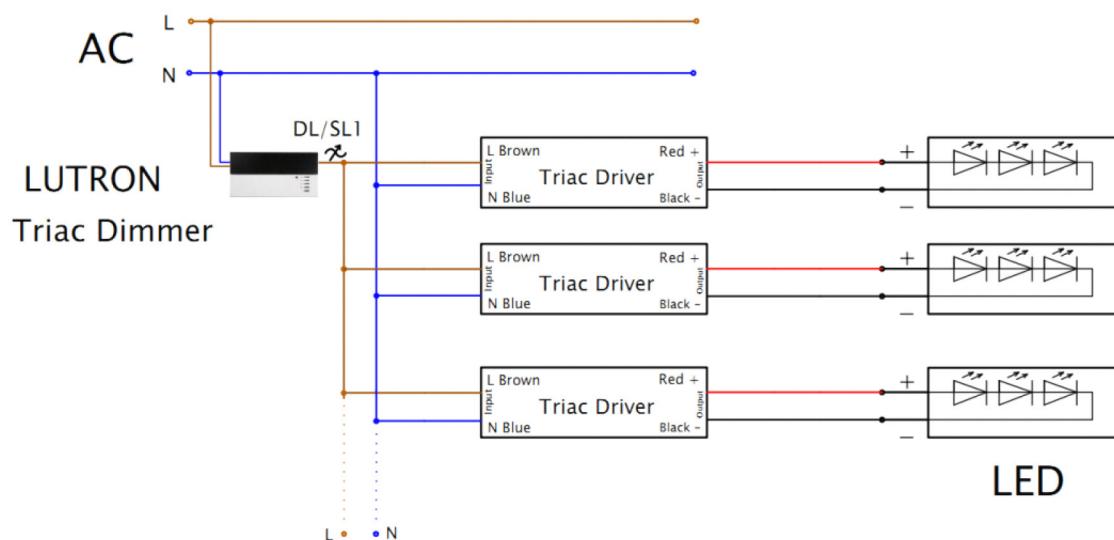 L
AC
N
DL/SL1
LUTRON
Triac Dimmer
L Brown
Red +
Input
Triac Driver
Output
N Blue
Black -
+
–
L Brown
Red +
Input
Triac Driver
Output
N Blue
Black -
+
–
L Brown
Red +
Input
Triac Driver
Output
N Blue
Black -
+
–
LED
L
N